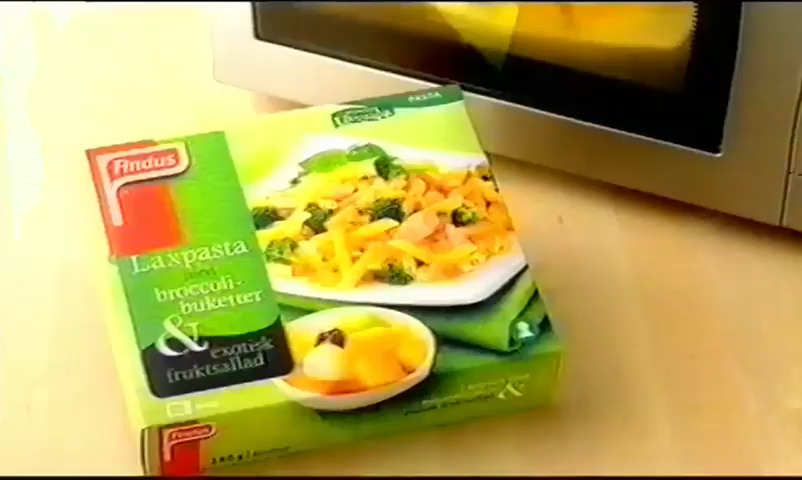 PASTA
Findus
Laxpasta
med
broccoli-
buketter
&
exotisk
fruktsallad
&
Findus